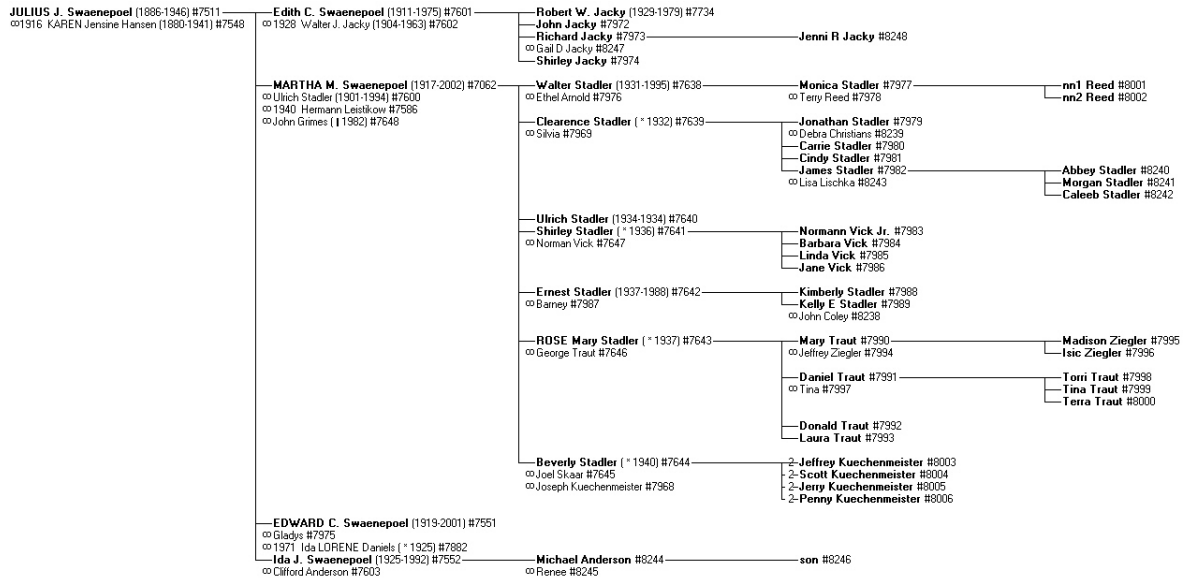 JULIUS J. Swaenepoel (1886-1946) #7511
∞1916 KAREN Jensine Hansen (1880-1941) #7548
Edith C. Swaenepoel (1911-1975) #7601
∞1928 Walter J. Jacky (1904-1963) #7602
Robert W. Jacky (1929-1979) #7734
John Jacky #7972
Richard Jacky #7973
∞Gail D Jacky #8247
Jenni R Jacky #8248
Shirley Jacky #7974
MARTHA M. Swaenepoel (1917-2002) #7062
∞Ulrich Stadler (1901-1994) #7600
∞1940 Hermann Leistikow #7586
∞John Grimes (‡ 1982) #7648
Walter Stadler (1931-1995) #7638
∞Ethel Arnold #7976
Monica Stadler #7977
∞Terry Reed #7978
nn1 Reed #8001
nn2 Reed #8002
Clearence Stadler (* 1932) #7639
∞Silvia #7969
Jonathan Stadler #7979
∞Debra Christians #8239
Carrie Stadler #7980
Cindy Stadler #7981
James Stadler #7982
∞Lisa Lischka #8243
Abbey Stadler #8240
Morgan Stadler #8241
Caleeb Stadler #8242
Ulrich Stadler (1934-1934) #7640
Shirley Stadler (* 1936) #7641
∞Norman Vick #7647
Normann Vick Jr. #7983
Barbara Vick #7984
Linda Vick #7985
Jane Vick #7986
Ernest Stadler (1937-1988) #7642
∞Barney #7987
Kimberly Stadler #7988
Kelly E Stadler #7989
∞John Coley #8238
ROSE Mary Stadler (* 1937) #7643
∞George Traut #7646
Mary Traut #7990
∞Jeffrey Ziegler #7994
Madison Ziegler #7995
Isic Ziegler #7996
Daniel Traut #7991
∞Tina #7997
Torri Traut #7998
Tina Traut #7999
Terra Traut #8000
Donald Traut #7992
Laura Traut #7993
Beverly Stadler (* 1940) #7644
∞Joel Skaar #7645
∞Joseph Kuechenmeister #7968
2-Jeffrey Kuechenmeister #8003
2-Scott Kuechenmeister #8004
2-Jerry Kuechenmeister #8005
2-Penny Kuechenmeister #8006
EDWARD C. Swaenepoel (1919-2001) #7551
∞Gladys #7975
∞1971 Ida LORENE Daniels (* 1925) #7882
Ida J. Swaenepoel (1925-1992) #7552
∞Clifford Anderson #7603
Michael Anderson #8244
∞Renee #8245
son #8246